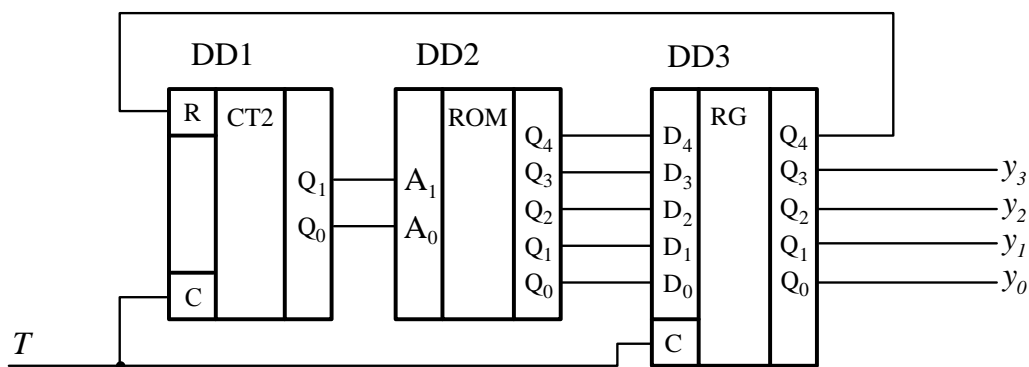 DD1 DD2 DD3
R CT2 ROM Q4 D4 RG Q4
Q3 D3 Q3 y3
Q1 A1 Q2 D2 Q2 y2
Q0 A0 Q1 D1 Q1 y1
C Q0 D0 Q0 y0
T C